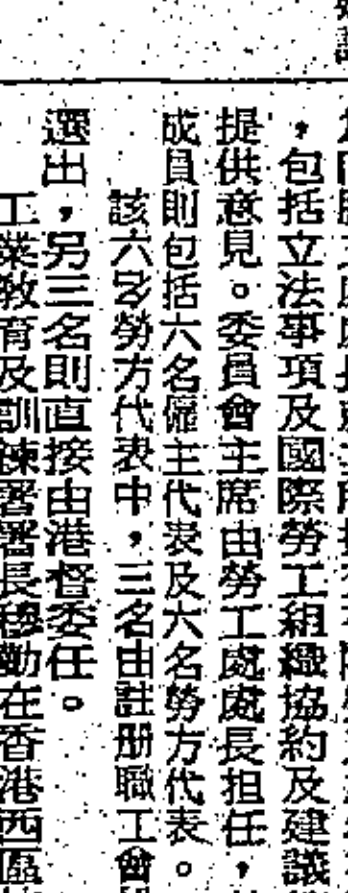 ，包括立法事項及國際勞工組織協約及建議
提供意見。委員會主席由勞工處處長担任，
成員則包括六名僱主代表及六名勞方代表。
該六名勞方代表中，三名由註册職工會
選出，另三名則直接由港督委任。
工業敎育及訓練署署長穆勤在香港西區